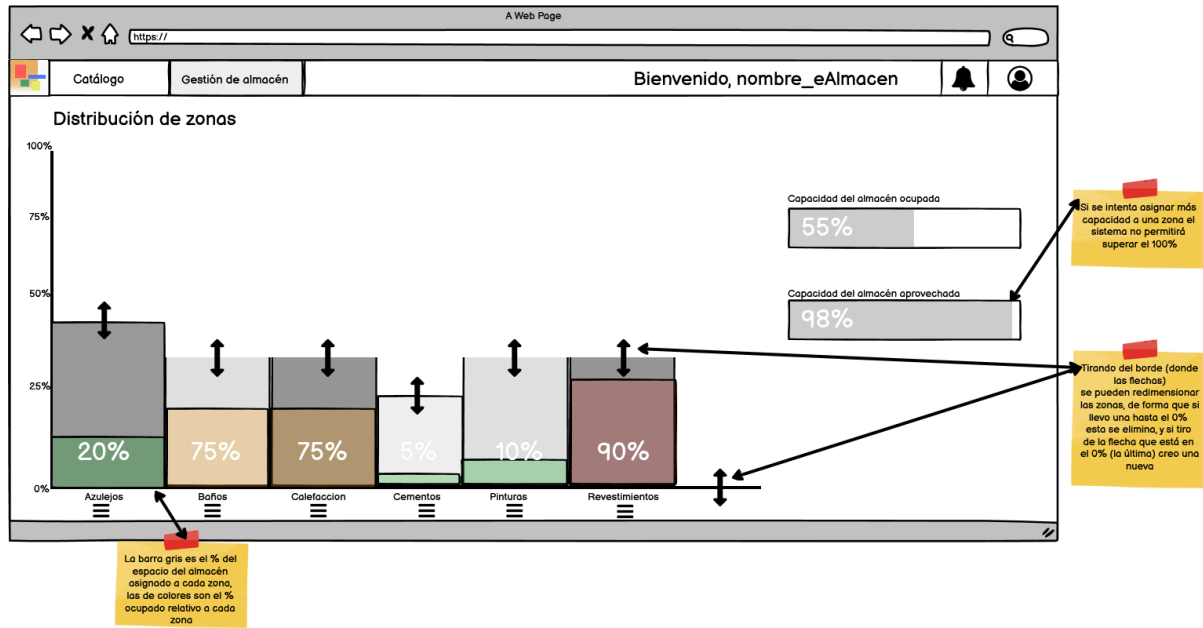 A Web Page
https://
Catálogo
Gestión de almacén
Bienvenido, nombre_eAlmacen
Distribución de zonas
100%
75%
50%
25%
0%
Capacidad del almacén ocupada
55%
Capacidad del almacén aprovechada
98%
20%
75%
75%
5%
10%
90%
Azulejos
Baños
Calefaccion
Cementos
Pinturas
Revestimientos
Si se intenta asignar más
capacidad a una zona el
sistema no permitirá
superar el 100%
Tirando del borde (donde
las flechas)
se pueden redimensionar
las zonas, de forma que si
llevo una hasta el 0%
esta se elimina, y si tiro
de la flecha que está en
el 0% (la última) creo una
nueva
La barra gris es el % del
espacio del almacén
asignado a cada zona,
las de colores son el %
ocupado relativo a cada
zona